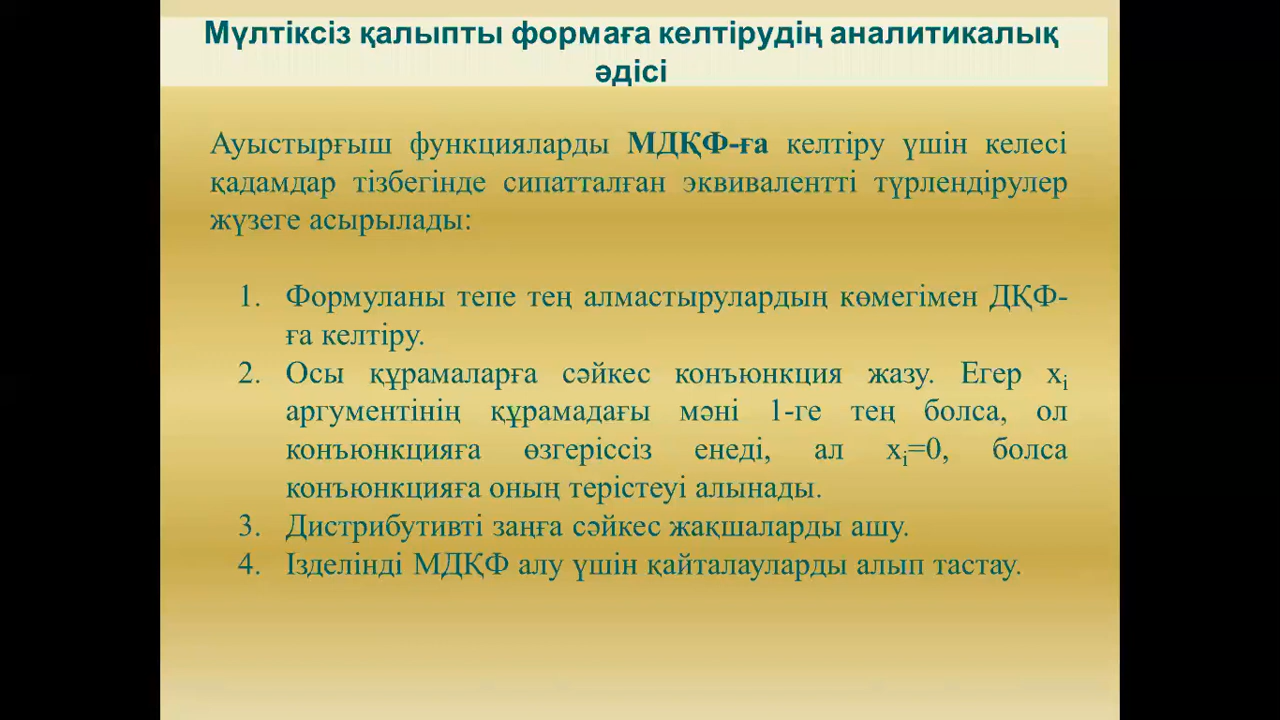 Мүлтіксіз қалыпты формаға келтірудің аналитикалық
әдісі
Ауыстырғыш функцияларды МДҚФ-ға келтіру үшін келесі
қадамдар тізбегінде сипатталған эквивалентті түрлендірулер
жүзеге асырылады:
1. Формуланы тепе тең алмастырулардың көмегімен ДҚФ-
ға келтіру.
2. Осы құрамаларға сәйкес конъюнкция жазу. Егер xᵢ
аргументінің құрамадағы мәні 1-ге тең болса, ол
конъюнкцияға өзгеріссіз енеді, ал xᵢ=0, болса
конъюнкцияға оның терістеуі алынады.
3. Дистрибутивті заңға сәйкес жақшаларды ашу.
4. Ізделінді МДҚФ алу үшін қайталауларды алып тастау.